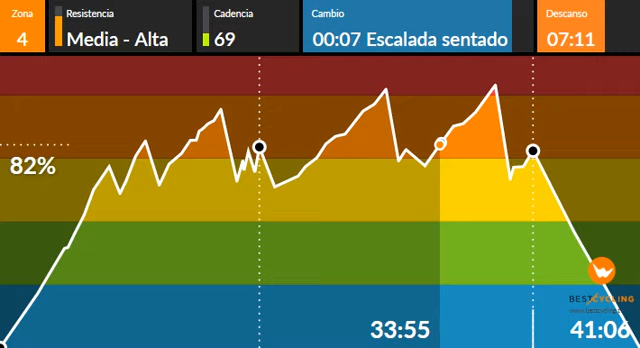 Zona
4
Resistencia
Media - Alta
Cadencia
69
Cambio
00:07 Escalada sentado
Descanso
07:11
82%
33:55
BESTCYCLING
41:06